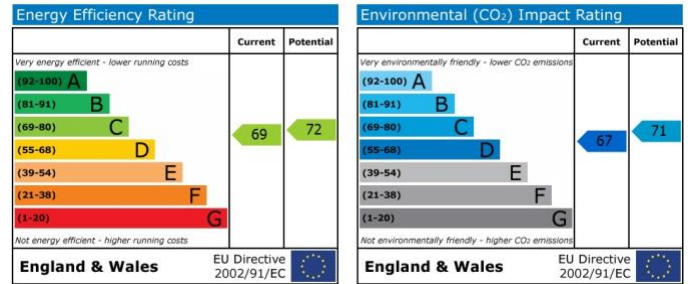 Energy Efficiency Rating
Current Potential
Very energy efficient - lower running costs
(92-100) A
(81-91) B
(69-80) C
(55-68) D
(39-54) E
(21-38) F
(1-20) G
69
72
Not energy efficient - higher running costs
England & Wales
EU Directive
2002/91/EC
Environmental (CO₂) Impact Rating
Current Potential
Very environmentally friendly - lower CO₂ emissions
(92-100) A
(81-91) B
(69-80) C
(55-68) D
(39-54) E
(21-38) F
(1-20) G
67
71
Not environmentally friendly - higher CO₂ emissions
England & Wales
EU Directive
2002/91/EC